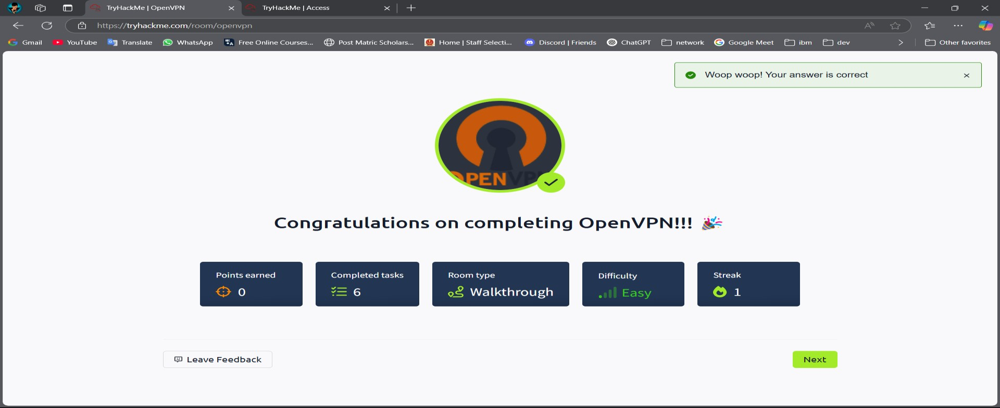 TryHackMe | OpenVPN
TryHackMe | Access
https://tryhackme.com/room/openvpn
Gmail YouTube Translate WhatsApp Free Online Courses... Post Matric Scholars... Home | Staff Selecti... Discord | Friends ChatGPT network Google Meet ibm dev Other favorites
Woop woop! Your answer is correct
OPENVPN
Congratulations on completing OpenVPN!!!
Points earned
0
Completed tasks
6
Room type
Walkthrough
Difficulty
Easy
Streak
1
Leave Feedback
Next